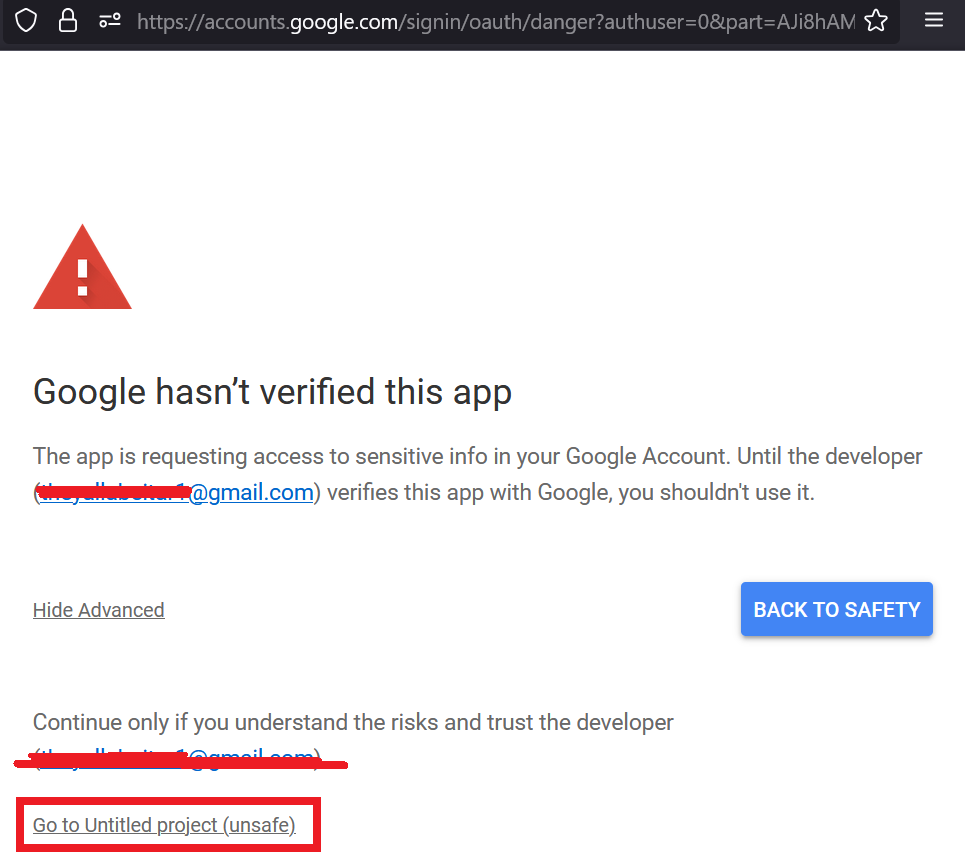 https://accounts.google.com/signin/oauth/danger?authuser=0&part=AJi8hAM
Google hasn’t verified this app
The app is requesting access to sensitive info in your Google Account. Until the developer
(@gmail.com) verifies this app with Google, you shouldn't use it.
Hide Advanced
BACK TO SAFETY
Continue only if you understand the risks and trust the developer
(@gmail.com)
Go to Untitled project (unsafe)